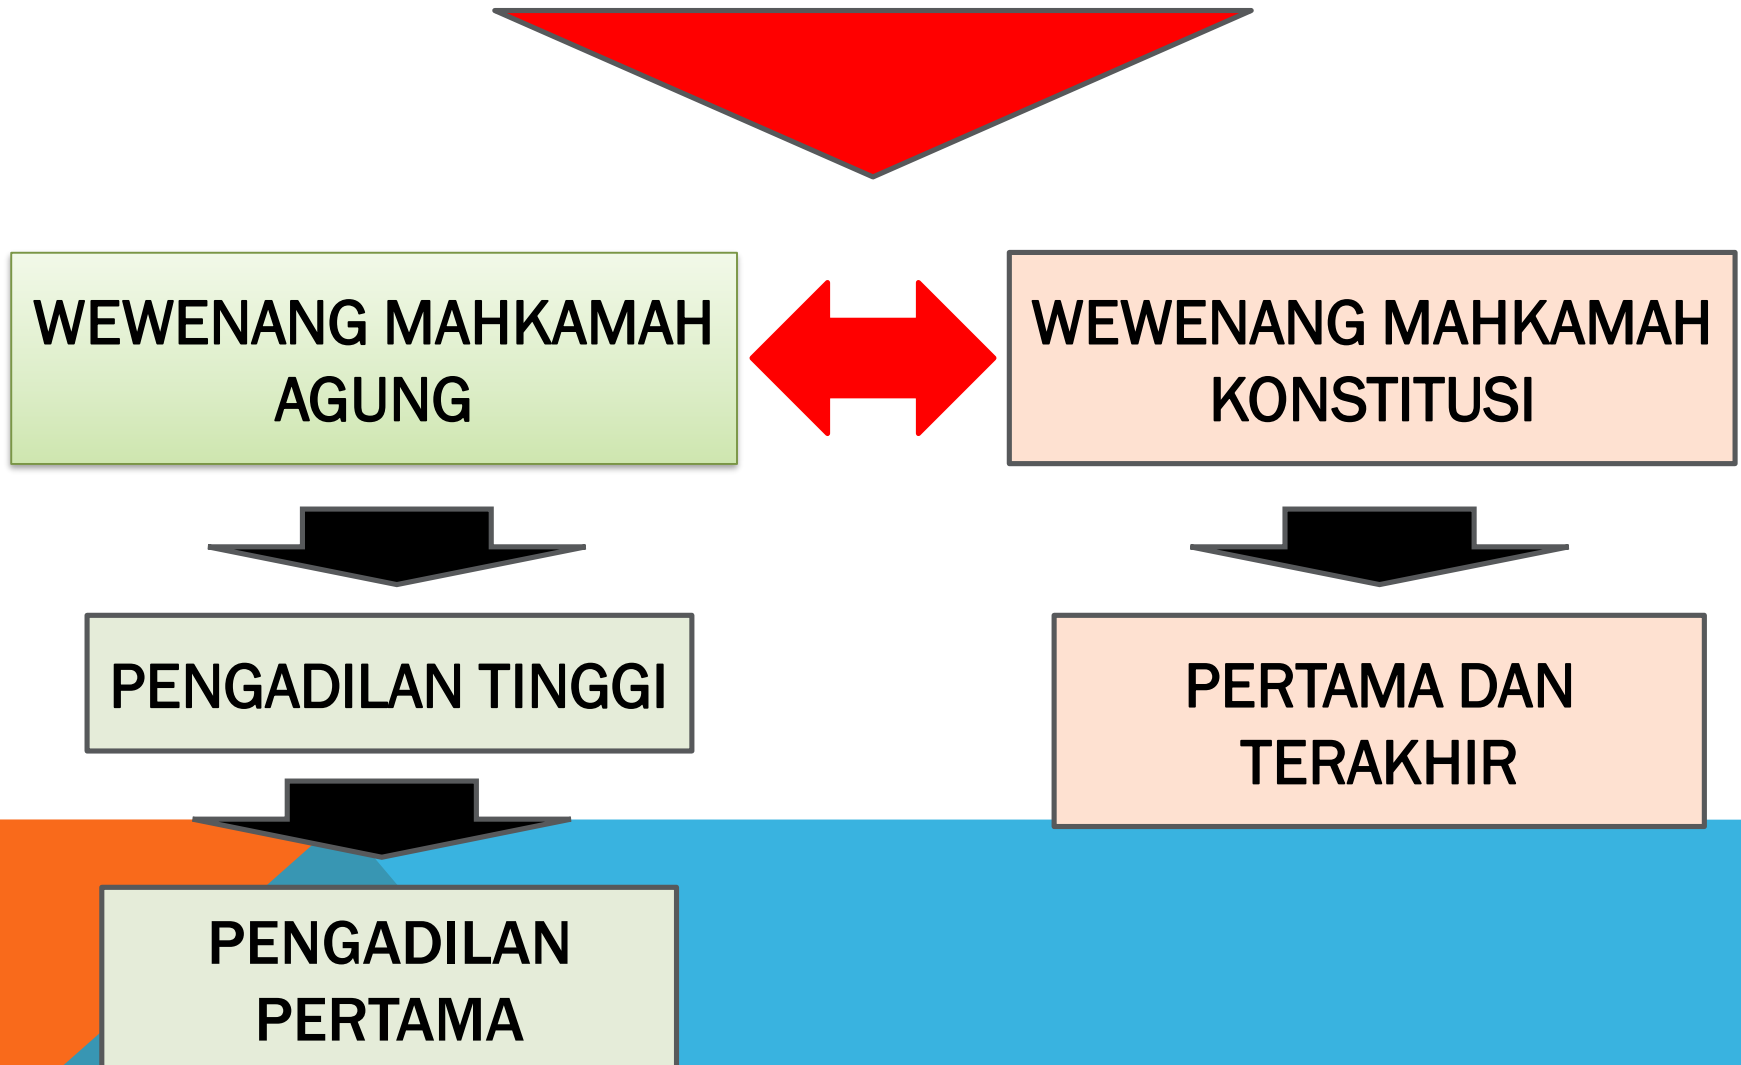 WEWENANG MAHKAMAH
AGUNG
WEWENANG MAHKAMAH
KONSTITUSI
PENGADILAN TINGGI
PERTAMA DAN
TERAKHIR
PENGADILAN
PERTAMA